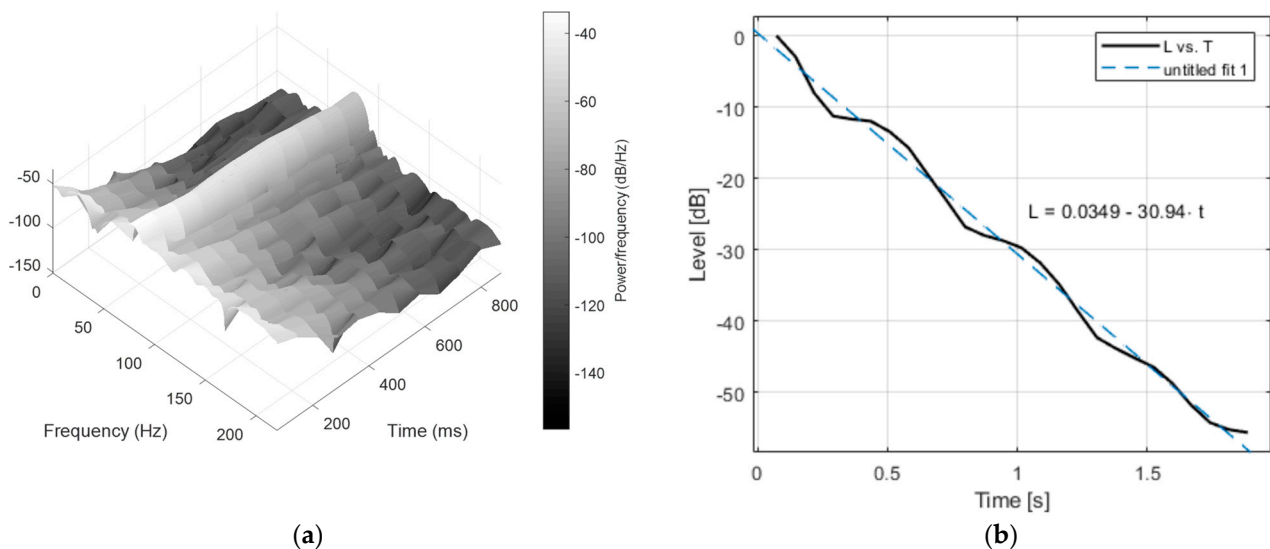 -50
-100
-150
0
50
100
150
200
Frequency (Hz)
200
400
600
800
Time (ms)
-40
-60
-80
-100
-120
-140
Power/frequency (dB/Hz)
(a)
0
-10
-20
-30
-40
-50
Level [dB]
L vs. T
untitled fit 1
L = 0.0349 - 30.94· t
0
0.5
1
1.5
Time [s]
(b)